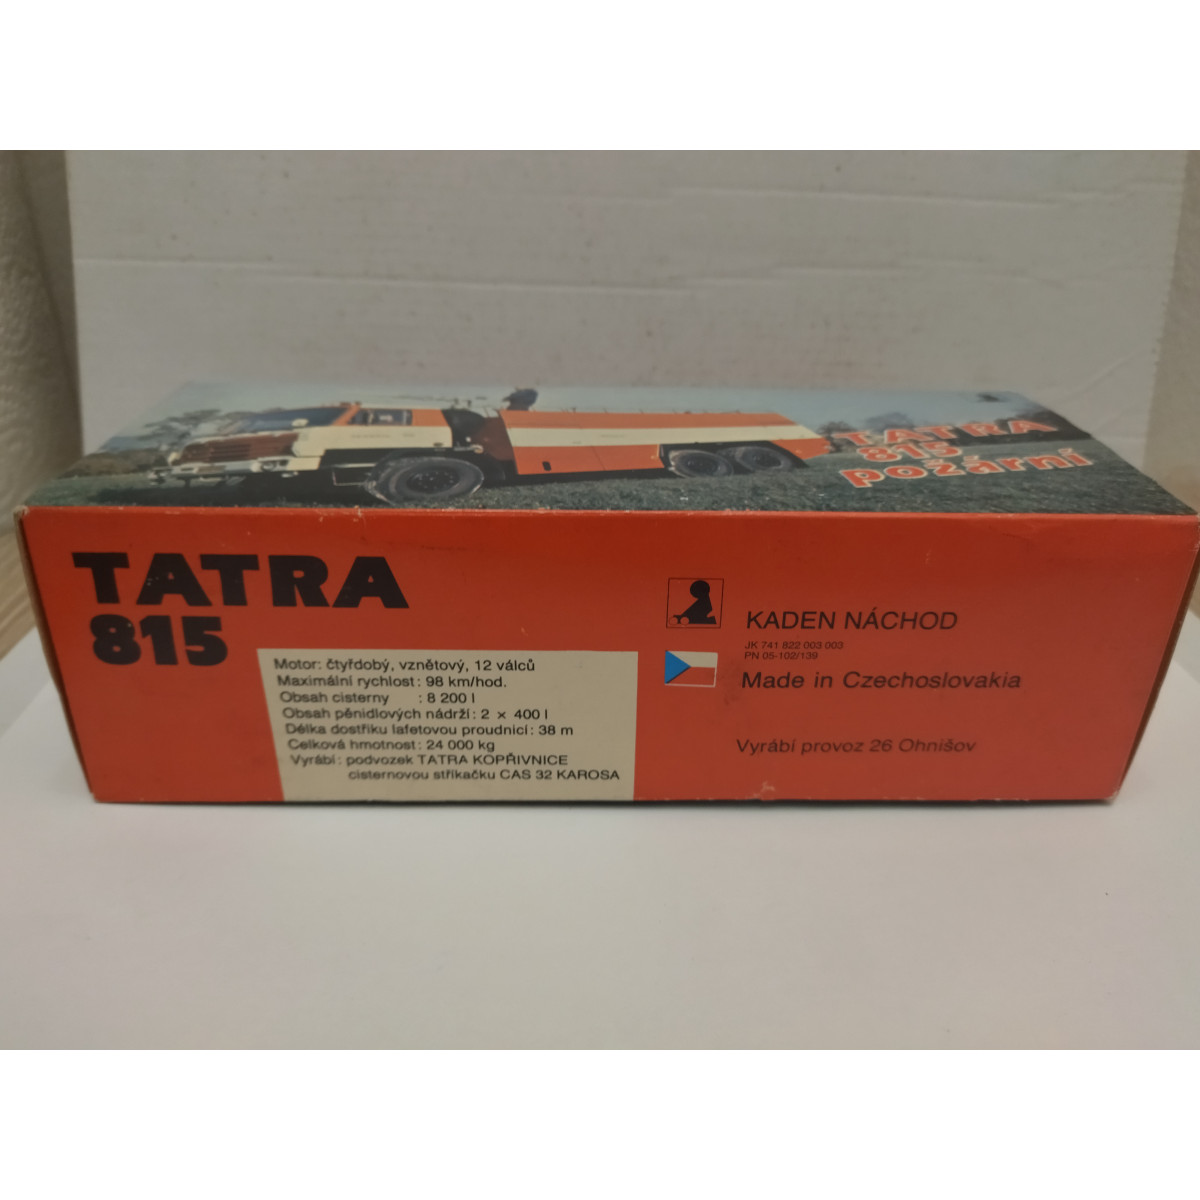 TATRA
815
požární
TATRA
815
Motor: čtyřdobý, vznětový, 12 válců
Maximální rychlost: 98 km/hod.
Obsah cisterny : 8 200 l
Obsah pěnidlových nádrží: 2 × 400 l
Délka dostřiku lafetovou proudnicí: 38 m
Celková hmotnost: 24 000 kg
Vyrábí: podvozek TATRA KOPŘIVNICE
cisternovou stříkačku CAS 32 KAROSA
KADEN NÁCHOD
JK 741 822 003 003
PN 05-102/139
Made in Czechoslovakia
Vyrábí provoz 26 Ohnišov